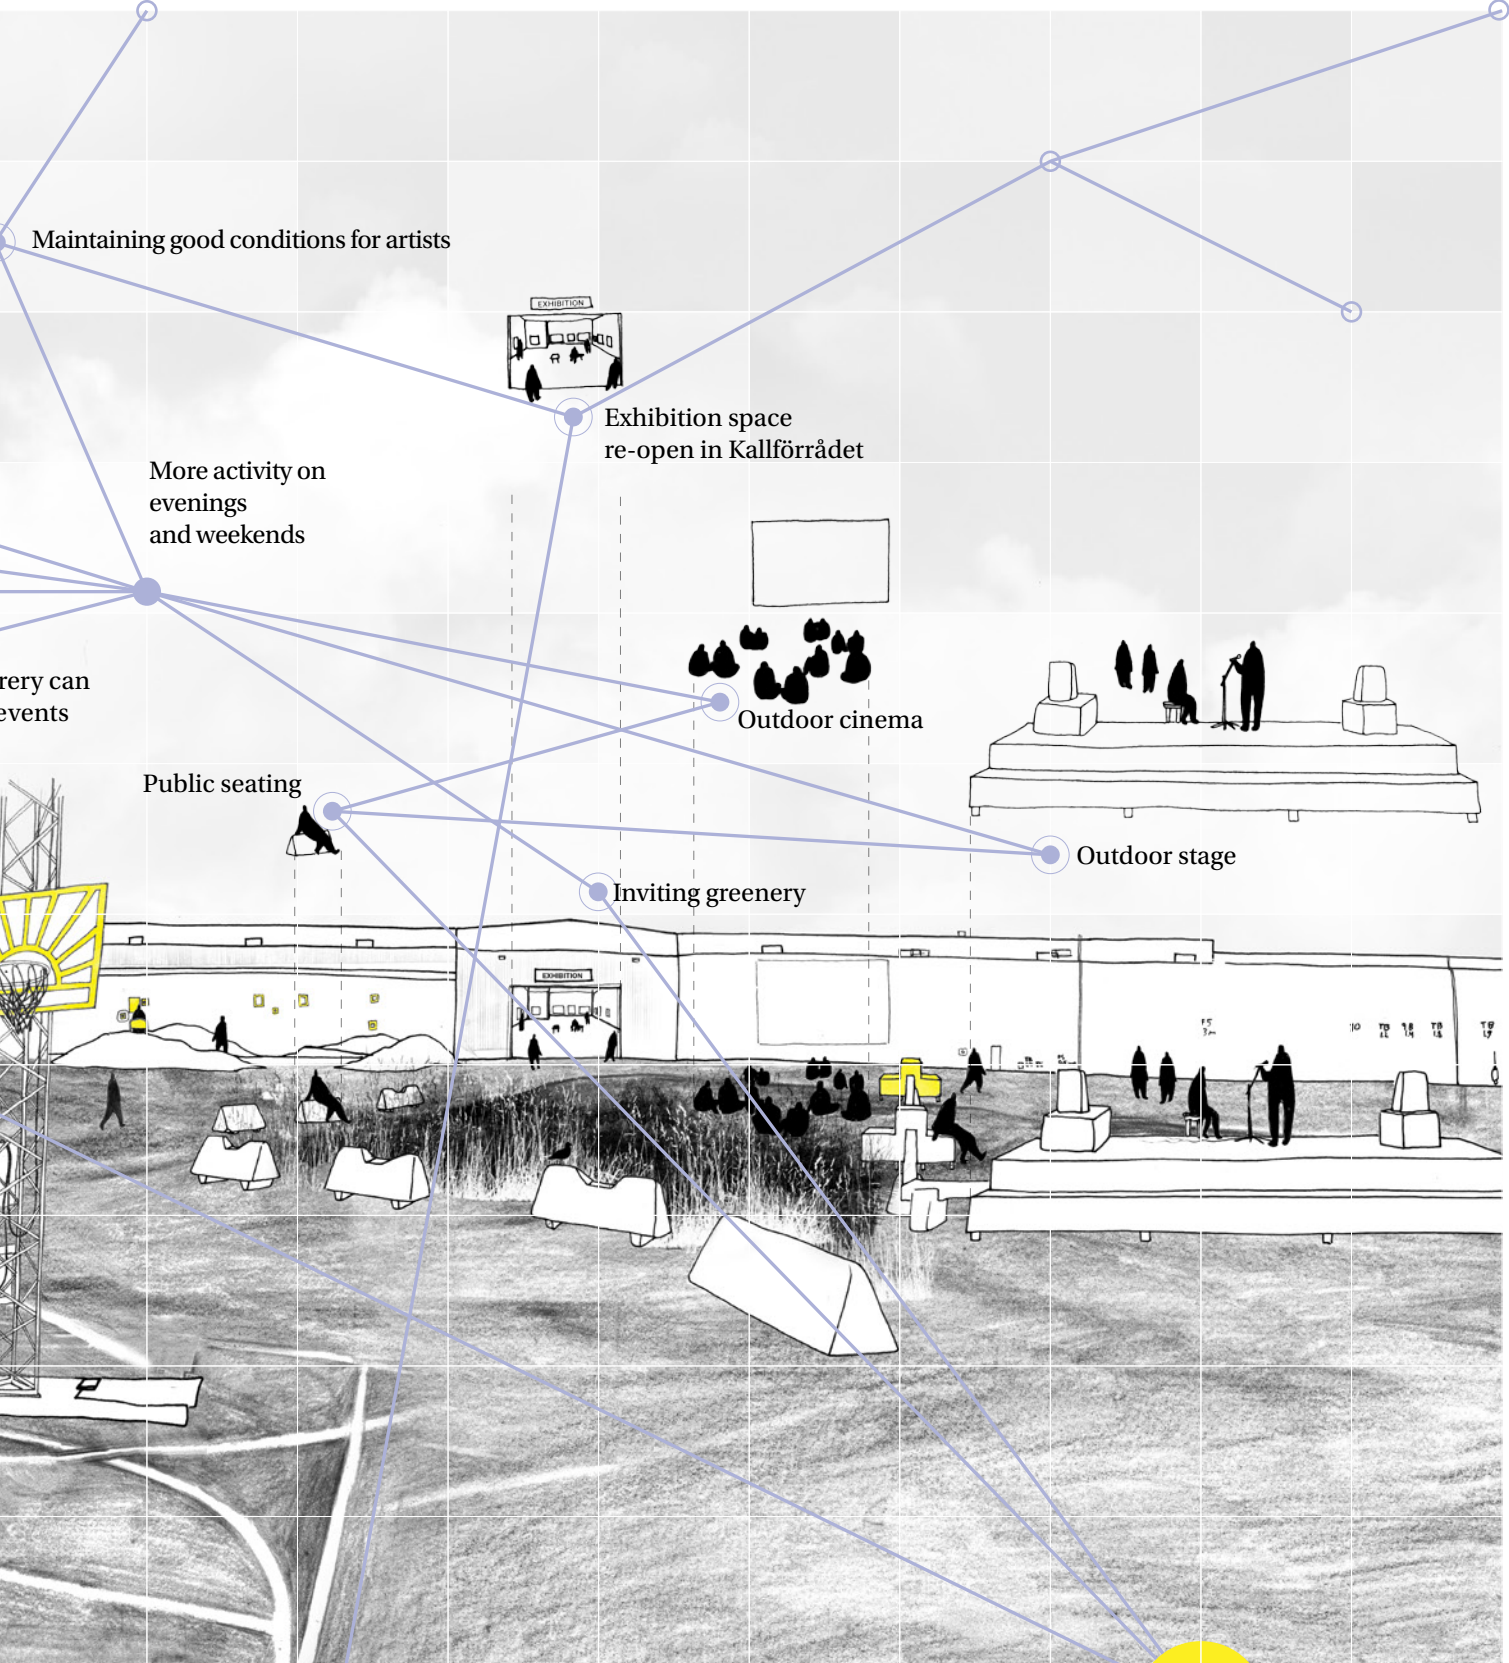 Maintaining good conditions for artists
EXHIBITION
Exhibition space
re-open in Kallförrådet
More activity on
evenings
and weekends
rery can
events
Outdoor cinema
Public seating
Outdoor stage
Inviting greenery
EXHIBITION